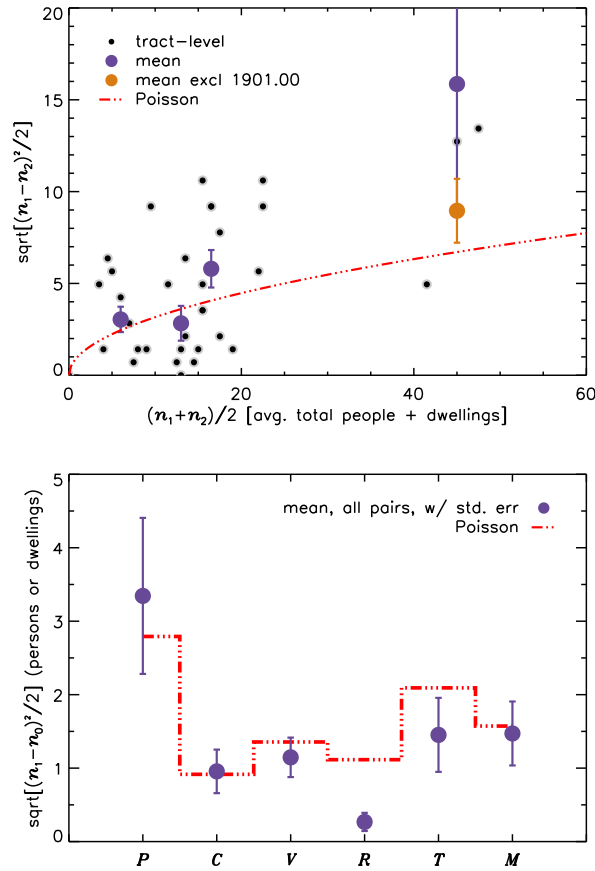 20
15
10
5
0
sqrt[(n₁−n₂)²/2]
tract−level
mean
mean excl 1901.00
Poisson
0 20 40 60
(n₁+n₂)/2 [avg. total people + dwellings]
5
4
3
2
1
0
sqrt[(n₁−n₀)²/2] (persons or dwellings)
mean, all pairs, w/ std. err
Poisson
P C V R T M